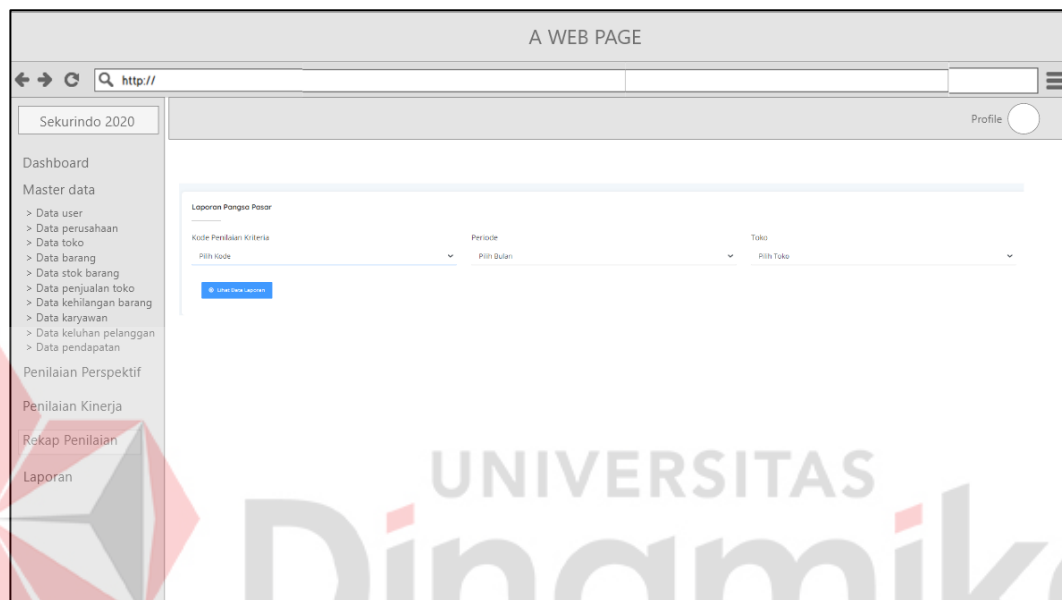 A WEB PAGE
http://
Sekurindo 2020
Profile
Dashboard
Master data
> Data user
> Data perusahaan
> Data toko
> Data barang
> Data stok barang
> Data penjualan toko
> Data kehilangan barang
> Data karyawan
> Data keluhan pelanggan
> Data pendapatan
Penilaian Perspektif
Penilaian Kinerja
Rekap Penilaian
Laporan
Laporan Pangsa Pasar
Kode Penilaian Kriteria Periode Toko
Pilih Kode Pilih Bulan Pilih Toko
Lihat Data Laporan
UNIVERSITAS
Dinamika